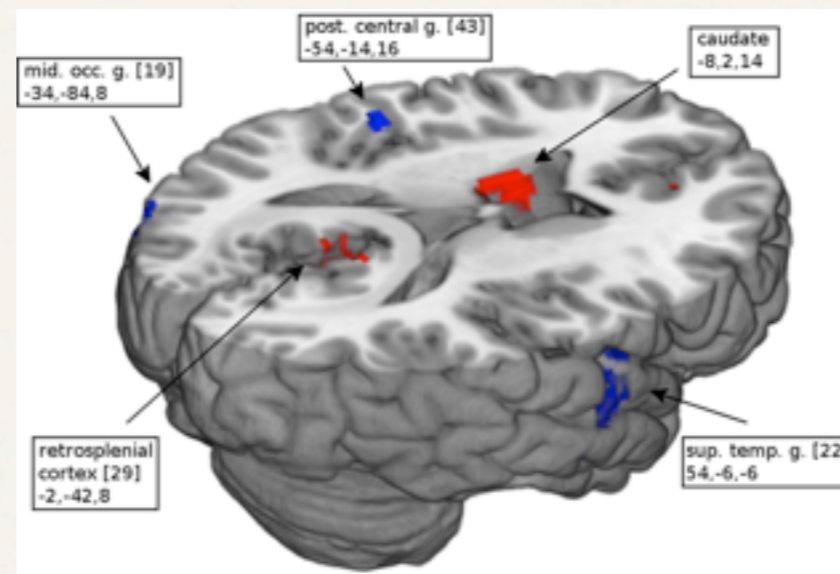 post. central g. [43]
-54,-14,16
caudate
-8,2,14
mid. occ. g. [19]
-34,-84,8
retrosplenial
cortex [29]
-2,-42,8
sup. temp. g. [22
54,-6,-6